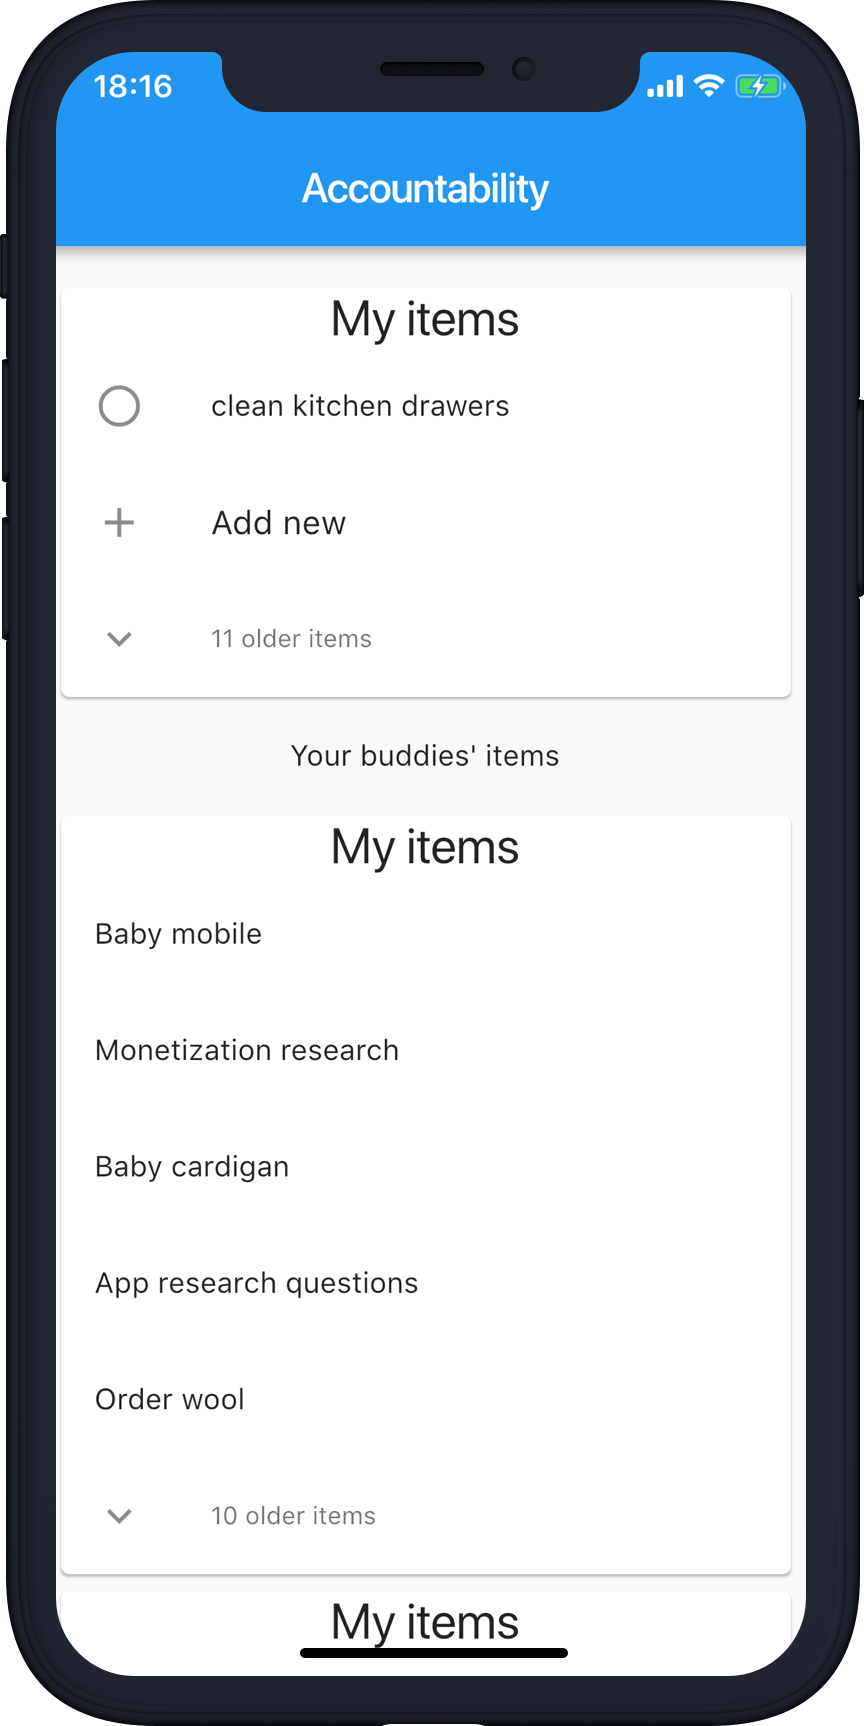 18:16
Accountability
My items
clean kitchen drawers
Add new
11 older items
Your buddies' items
My items
Baby mobile
Monetization research
Baby cardigan
App research questions
Order wool
10 older items
My items